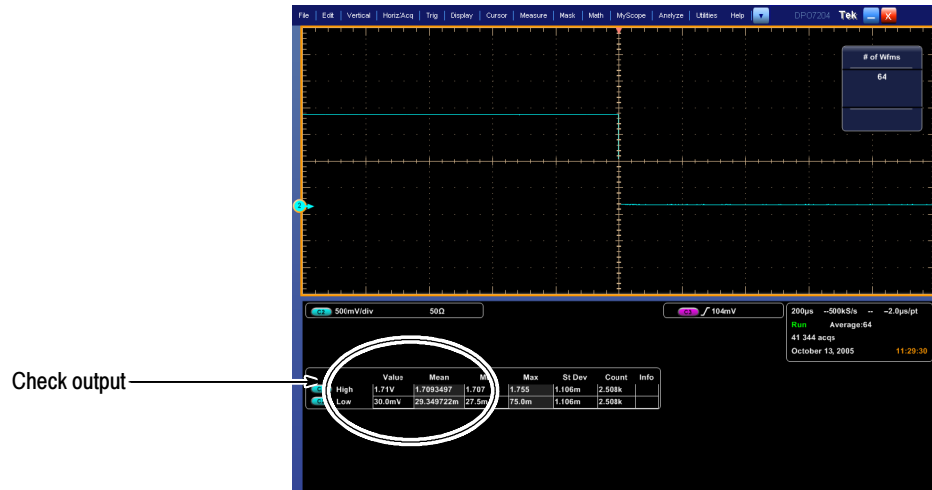 File | Edit | Vertical | Horiz/Acq | Trig | Display | Cursor | Measure | Mask | Math | MyScope | Analyze | Utilities | Help DPO7204 Tek X
# of Wfms
64
2
C2 500mV/div 50Ω 104mV 200µs --500kS/s -- --2.0µs/pt
Run Average:64
41 344 acqs
October 13, 2005 11:29:30
Check output
Value Mean Max St Dev Count Info
High 1.71V 1.7093497 1.707 1.755 1.106m 2.508k
Low 30.0mV 29.349722m 27.5m 75.0m 1.106m 2.508k